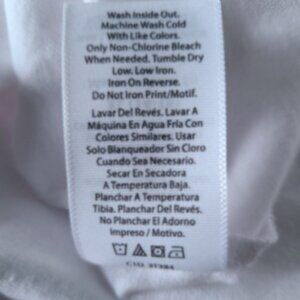 Wash Inside Out.
Machine Wash Cold
With Like Colors.
Only Non-Chlorine Bleach
When Needed. Tumble Dry
Low. Low Iron.
Iron On Reverse.
Do Not Iron Print/Motif.
Lavar Del Revés. Lavar A
Máquina En Agua Fría Con
Colores Similares. Usar
Solo Blanqueador Sin Cloro
Cuando Sea Necesario.
Secar En Secadora
A Temperatura Baja.
Planchar A Temperatura
Tibia. Planchar Del Revés.
No Planchar El Adorno
Impreso / Motivo.